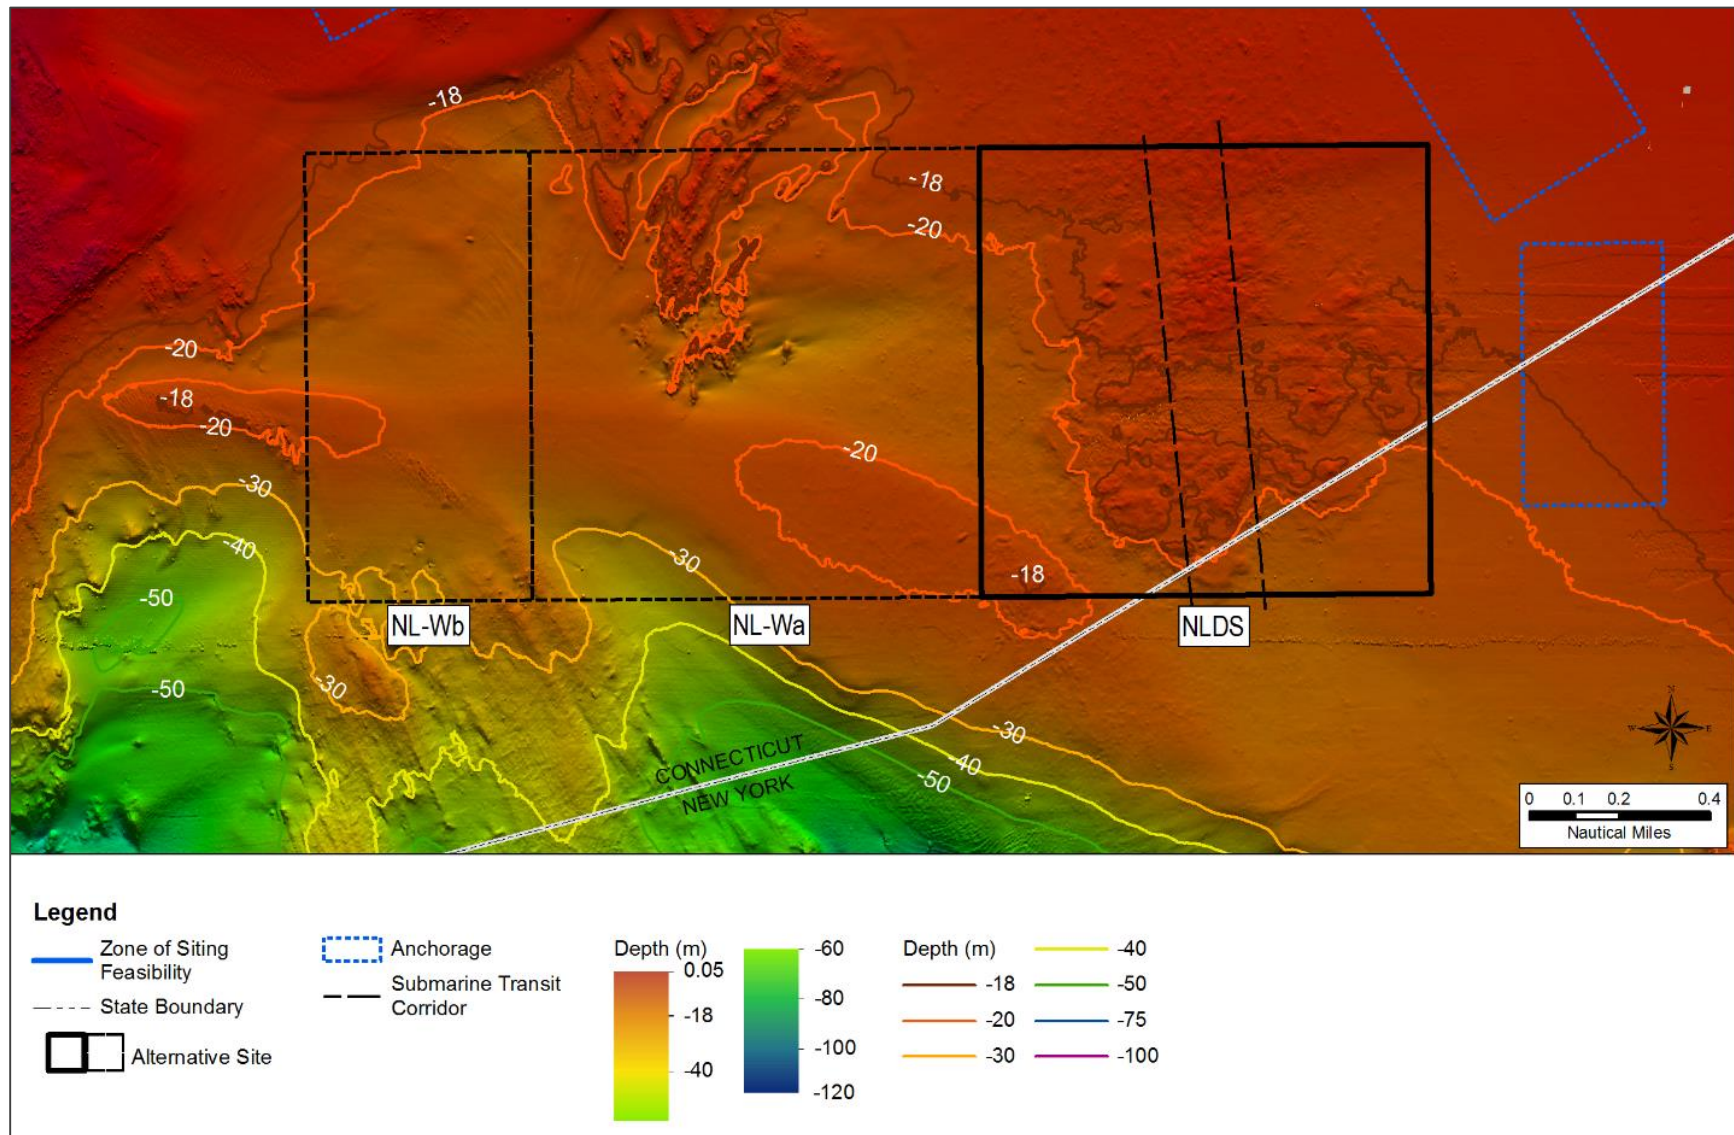 -18
-18
-20
-20
-18
-20
-20
-30
-30
-40
-50
-18
NL-Wb
NL-Wa
NLDS
-50
-30
-30
-40
-50
CONNECTICUT
NEW YORK
N
W E
S
0 0.1 0.2 0.4
Nautical Miles
Legend
Zone of Siting
Feasibility
State Boundary
Alternative Site
Anchorage
Submarine Transit
Corridor
Depth (m)
0.05
-18
-40
-60
-80
-100
-120
Depth (m)
-18
-20
-30
-40
-50
-75
-100